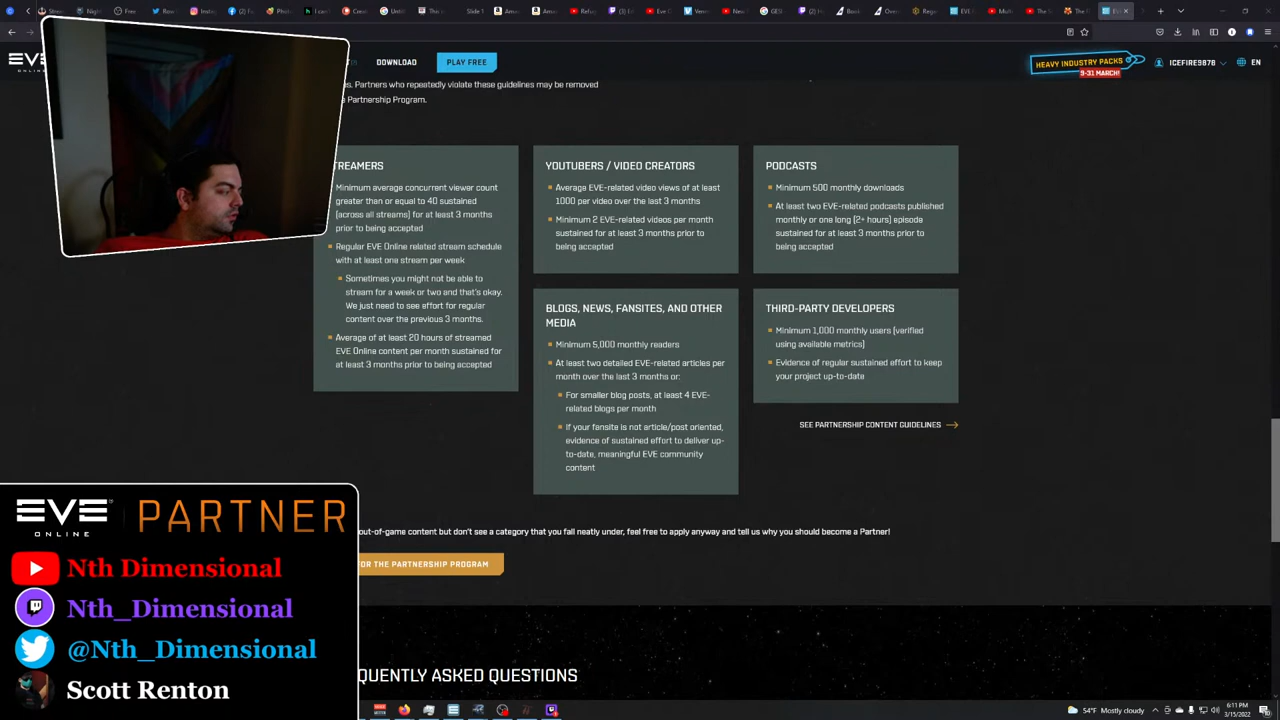 EVE
ONLINE
DOWNLOAD
PLAY FREE
HEAVY INDUSTRY PACKS
9-31 MARCH!
ICEFIRE9878
EN
s. Partners who repeatedly violate these guidelines may be removed
e Partnership Program.
TREAMERS
Minimum average concurrent viewer count
greater than or equal to 40 sustained
(across all streams) for at least 3 months
prior to being accepted
Regular EVE Online related stream schedule
with at least one stream per week
Sometimes you might not be able to
stream for a week or two and that's okay.
We just need to see effort for regular
content over the previous 3 months.
Average of at least 20 hours of streamed
EVE Online content per month sustained for
at least 3 months prior to being accepted
YOUTUBERS / VIDEO CREATORS
Average EVE-related video views of at least
1000 per video over the last 3 months
Minimum 2 EVE-related videos per month
sustained for at least 3 months prior to
being accepted
PODCASTS
Minimum 500 monthly downloads
At least two EVE-related podcasts published
monthly or one long (2+ hours) episode
sustained for at least 3 months prior to
being accepted
BLOGS, NEWS, FANSITES, AND OTHER
MEDIA
Minimum 5,000 monthly readers
At least two detailed EVE-related articles per
month over the last 3 months or:
For smaller blog posts, at least 4 EVE-
related blogs per month
If your fansite is not article/post oriented,
evidence of sustained effort to deliver up-
to-date, meaningful EVE community
content
THIRD-PARTY DEVELOPERS
Minimum 1,000 monthly users (verified
using available metrics)
Evidence of regular sustained effort to keep
your project up-to-date
SEE PARTNERSHIP CONTENT GUIDELINES
out-of-game content but don't see a category that you fall neatly under, feel free to apply anyway and tell us why you should become a Partner!
FOR THE PARTNERSHIP PROGRAM
QUENTLY ASKED QUESTIONS
EVE
ONLINE
PARTNER
Nth Dimensional
Nth_Dimensional
@Nth_Dimensional
Scott Renton
54°F Mostly cloudy
6:11 PM
3/15/2022